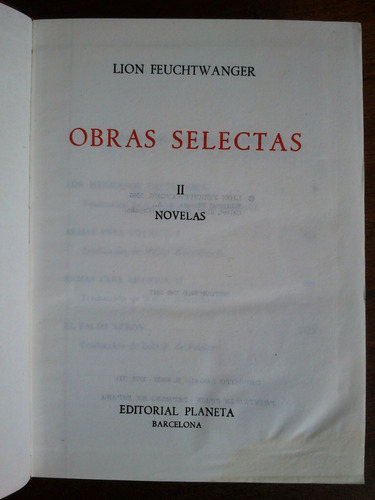 LION FEUCHTWANGER
OBRAS SELECTAS
II
NOVELAS
EDITORIAL PLANETA
BARCELONA